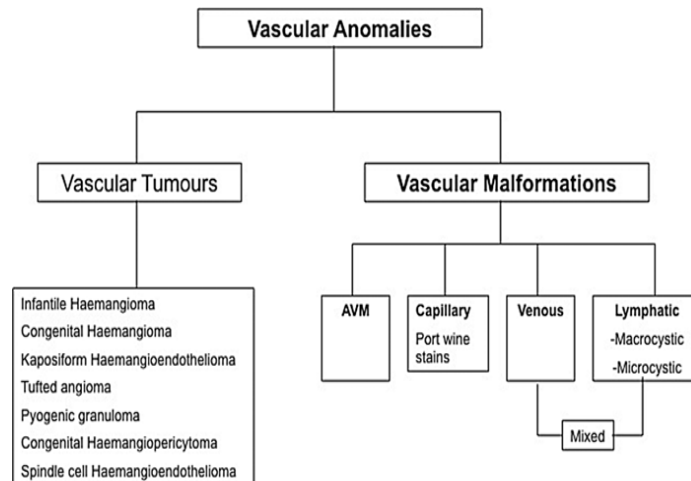 Vascular Anomalies
Vascular Tumours
Vascular Malformations
Infantile Haemangioma
Congenital Haemangioma
Kaposiform Haemangioendothelioma
Tufted angioma
Pyogenic granuloma
Congenital Haemangiopericytoma
Spindle cell Haemangioendothelioma
AVM
Capillary
Port wine
stains
Venous
Lymphatic
-Macrocystic
-Microcystic
Mixed